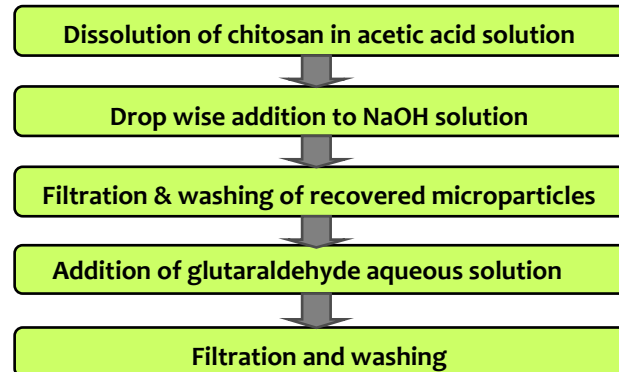 Dissolution of chitosan in acetic acid solution
Drop wise addition to NaOH solution
Filtration & washing of recovered microparticles
Addition of glutaraldehyde aqueous solution
Filtration and washing